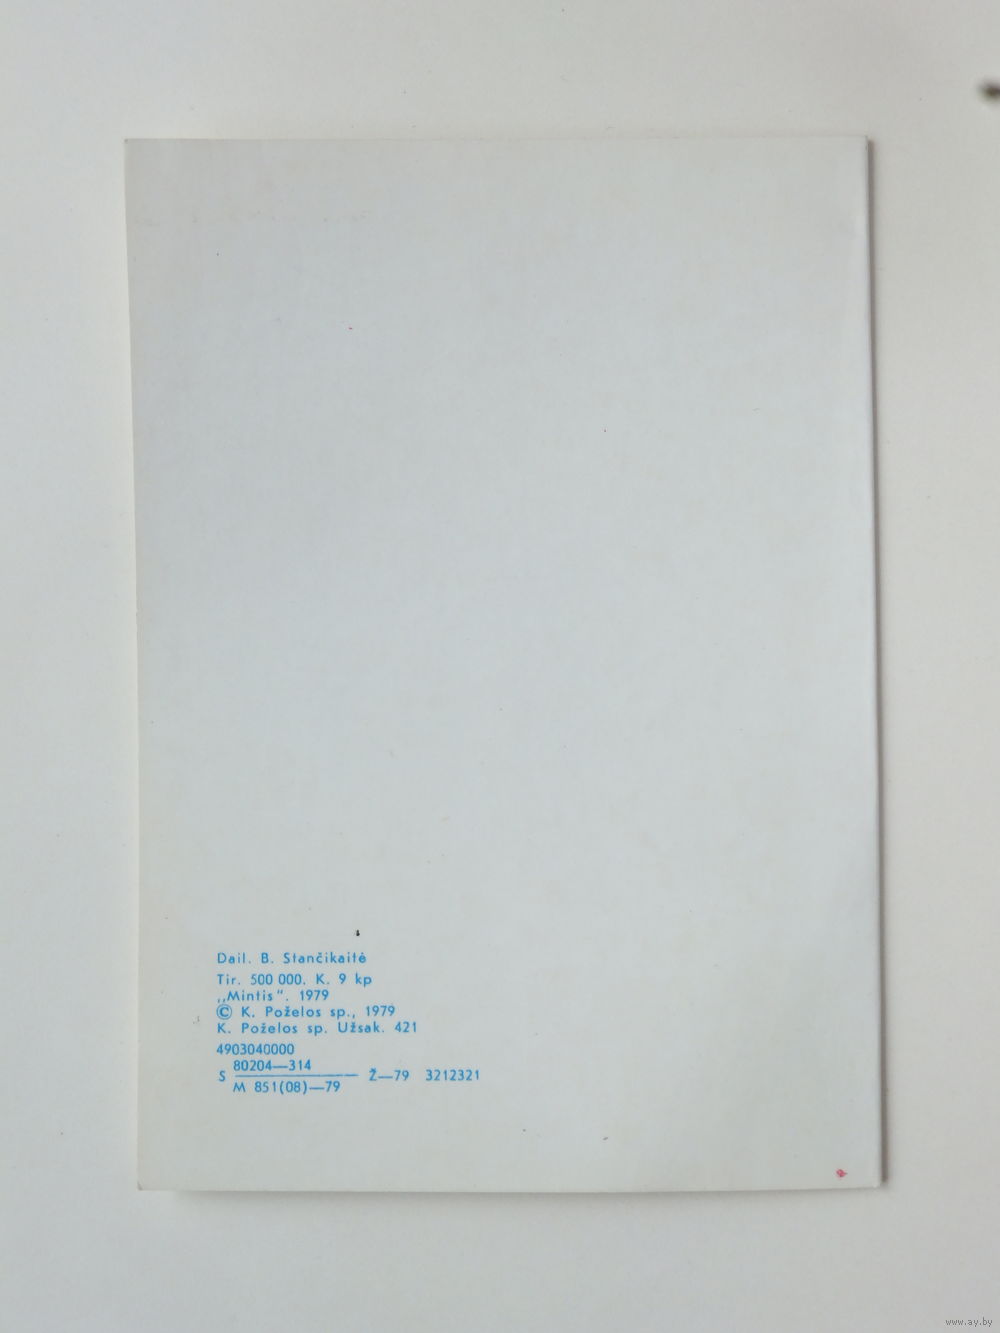 Dail. B. Stančikaitė
Tir. 500 000. K. 9 kp
„Mintis“. 1979
© K. Poželos sp., 1979
K. Poželos sp. Užsak. 421
4903040000
80204—314
S Ž—79 3212321
M 851(08)—79
www.ay.by